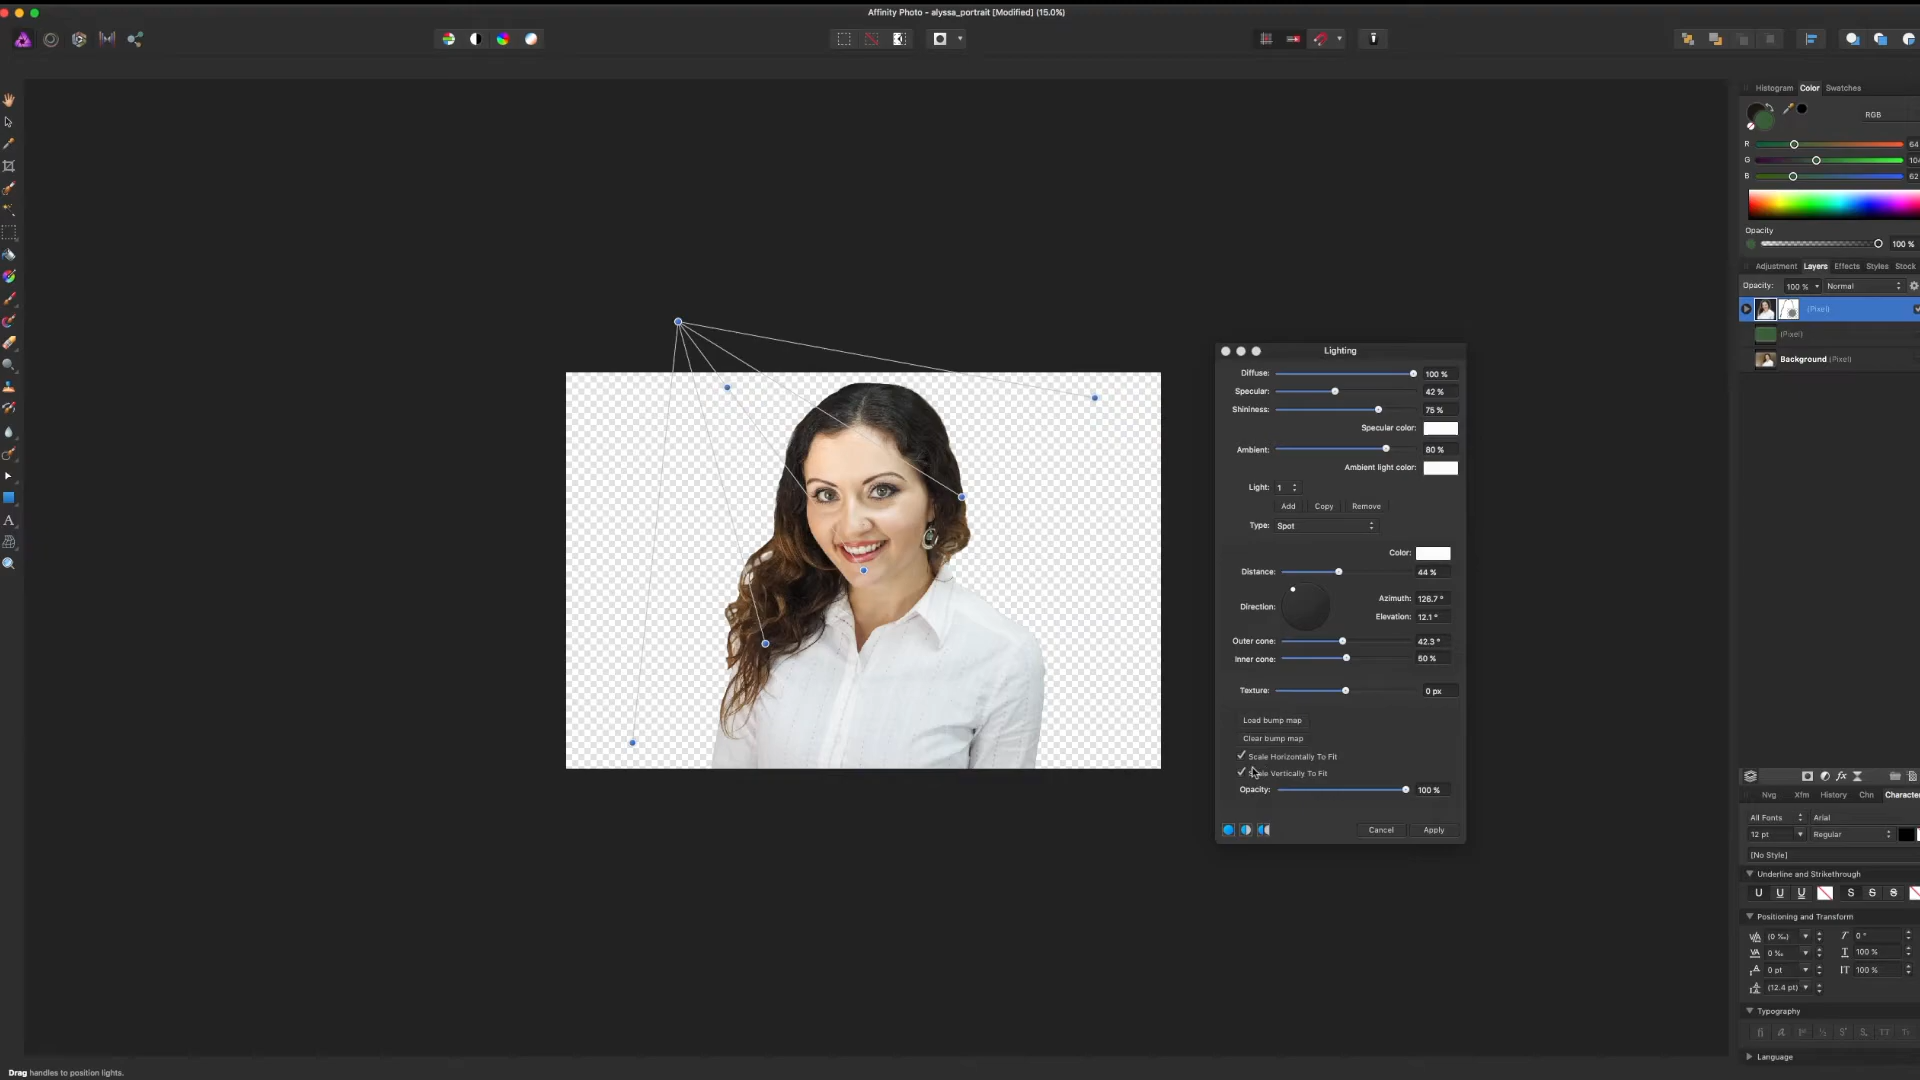 Affinity Photo - alyssa_portrait [Modified] (15.0%)
Histogram Color Swatches
RGB
R 64
G 104
B 62
Opacity
100 %
Adjustment Layers Effects Styles Stock
Opacity: 100 % Normal
(Pixel)
(Pixel)
Background (Pixel)
Lighting
Diffuse: 100 %
Specular: 42 %
Shininess: 75 %
Specular color:
Ambient: 80 %
Ambient light color:
Light: 1
Add Copy Remove
Type: Spot
Color:
Distance: 44 %
Direction:
Azimuth: 126.7 °
Elevation: 12.1 °
Outer cone: 42.3 °
Inner cone: 50 %
Texture: 0 px
Load bump map
Clear bump map
Scale Horizontally To Fit
Vertically To Fit
Opacity: 100 %
Cancel Apply
Nvg Xfm History Chn Character
All Fonts Arial
12 pt Regular
[No Style]
Underline and Strikethrough
U U U S S S
Positioning and Transform
(0 ‰) 0 °
0 ‰ 100 %
0 pt 100 %
(12.4 pt)
Typography
Language
Drag handles to position lights.